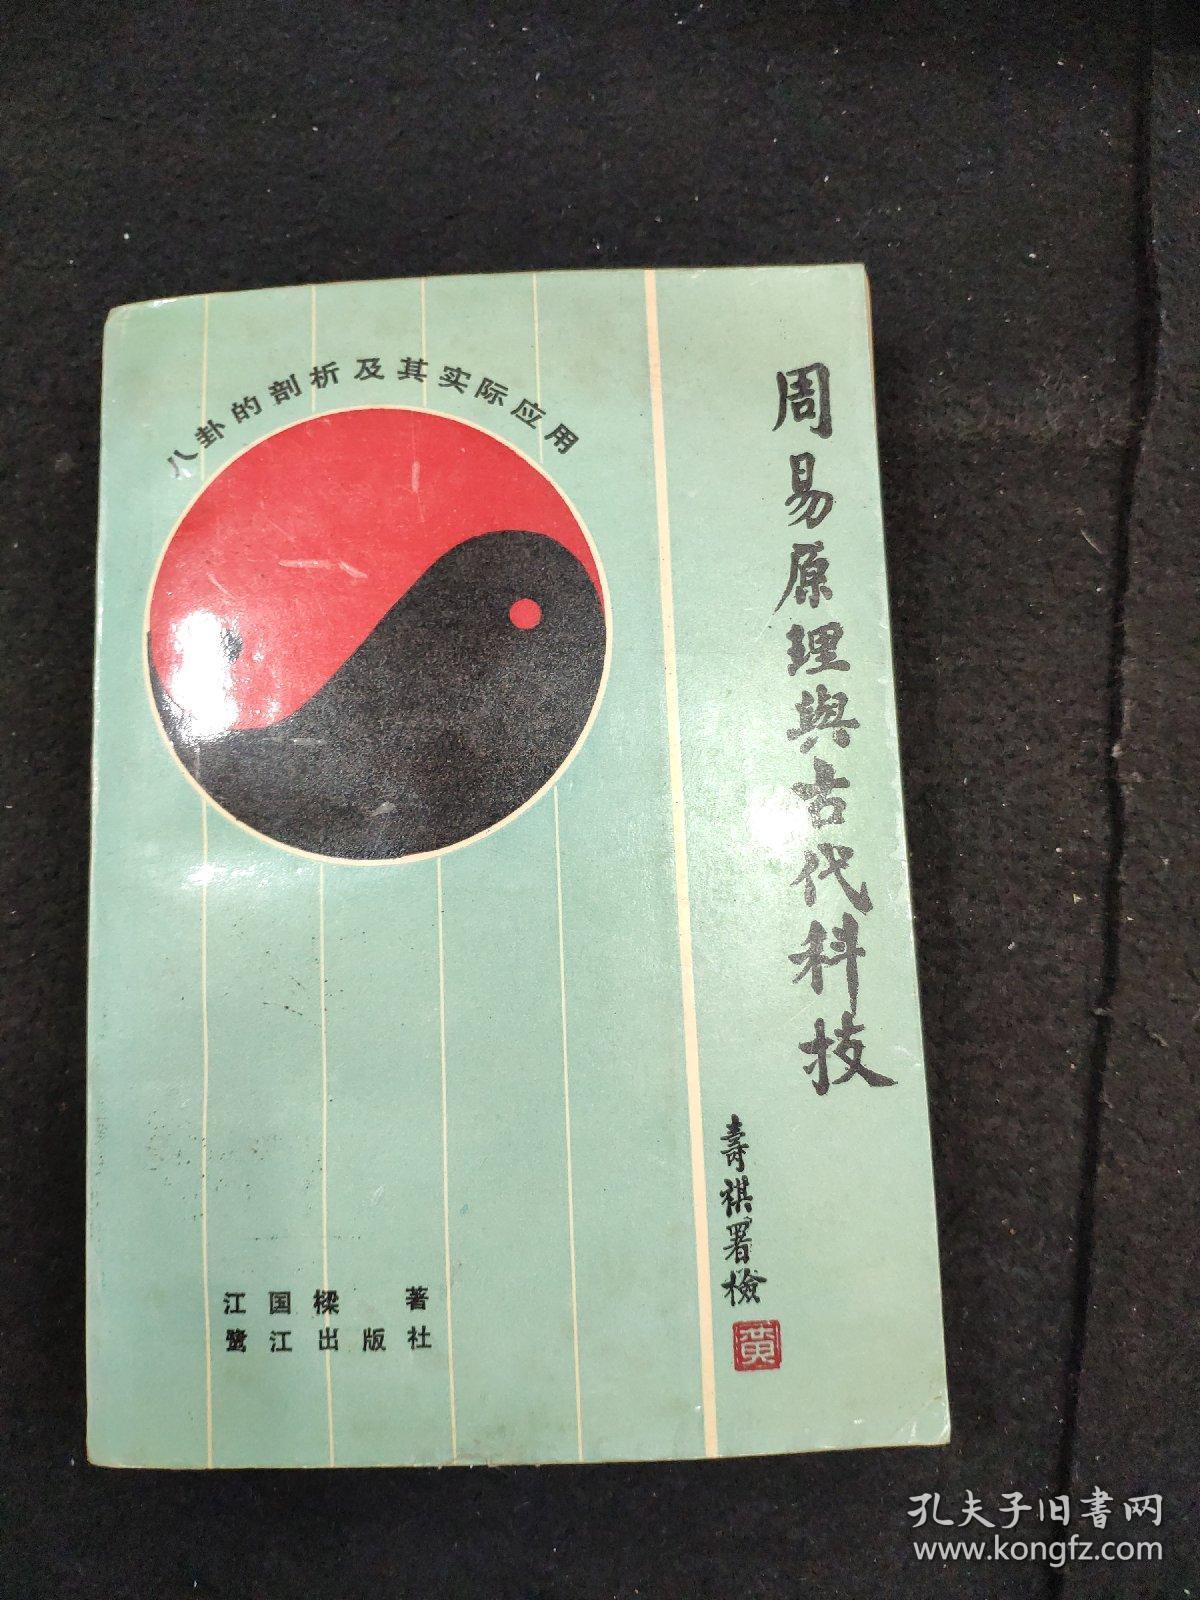 八卦的剖析及其实际应用
周易原理與古代科技
壽祺署檢
黄
江国樑 著
鹭江出版社
孔夫子旧书网
www.kongfz.com